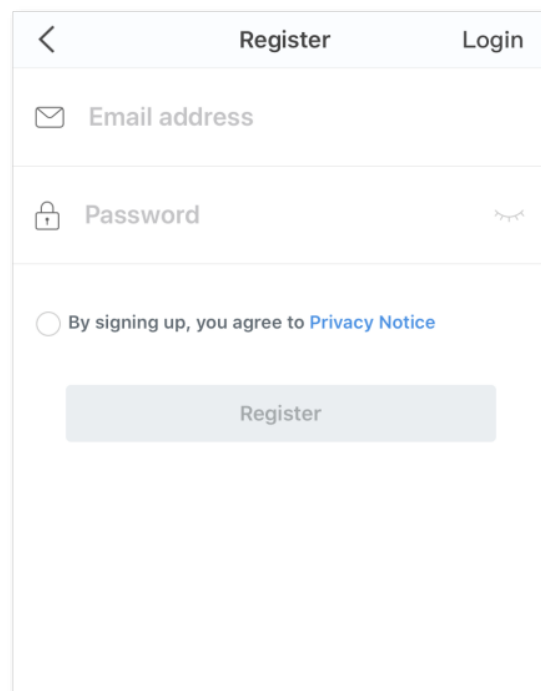 Register Login
Email address
Password
By signing up, you agree to Privacy Notice
Register